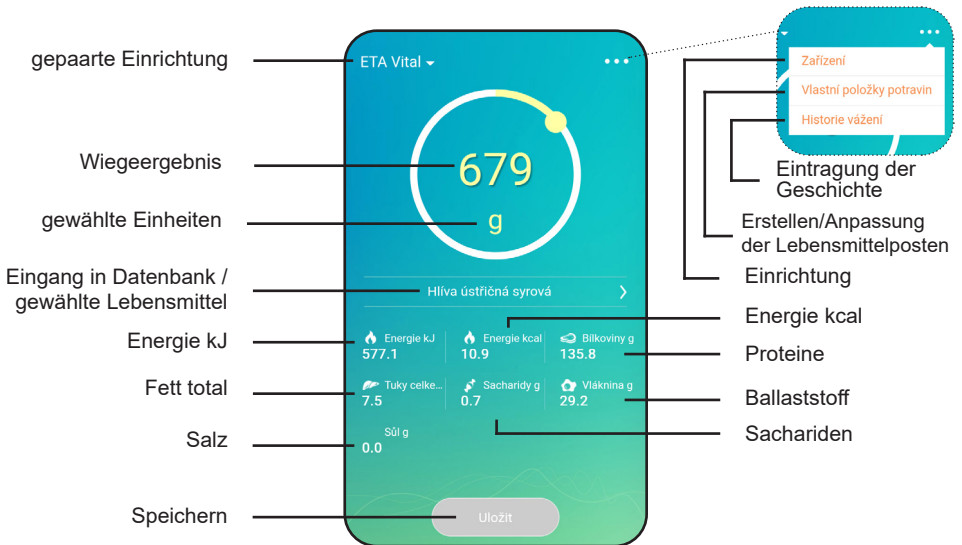 gepaarte Einrichtung
Wiegeergebnis
gewählte Einheiten
Eingang in Datenbank /
gewählte Lebensmittel
Energie kJ
Fett total
Salz
Speichern
ETA Vital
679
g
Hlíva ústřičná syrová
Energie kJ
577.1
Energie kcal
10.9
Bílkoviny g
135.8
Tuky celke...
7.5
Sacharidy g
0.7
Vláknina g
29.2
Sůl g
0.0
Uložit
Zařízení
Vlastní položky potravin
Historie vážení
Eintragung der
Geschichte
Erstellen/Anpassung
der Lebensmittelposten
Einrichtung
Energie kcal
Proteine
Ballaststoff
Sachariden